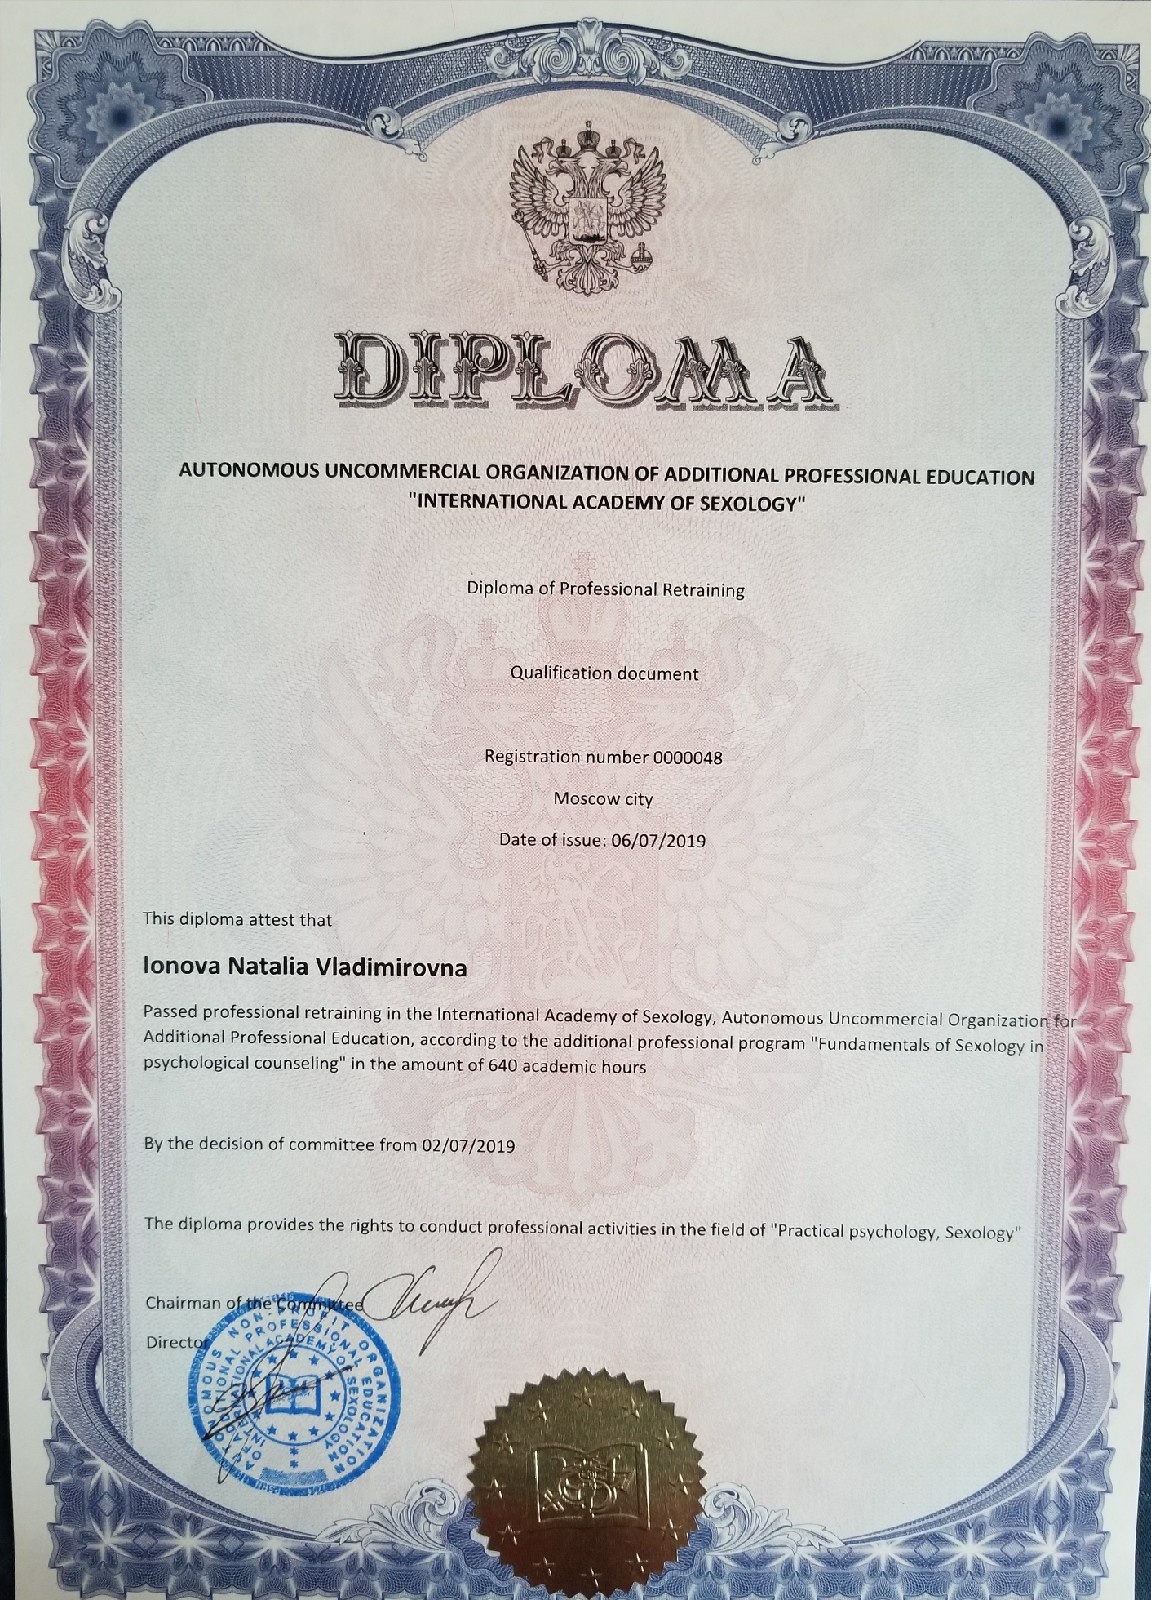 DIPLOMA
AUTONOMOUS UNCOMMERCIAL ORGANIZATION OF ADDITIONAL PROFESSIONAL EDUCATION
"INTERNATIONAL ACADEMY OF SEXOLOGY"
Diploma of Professional Retraining
Qualification document
Registration number 0000048
Moscow city
Date of issue: 06/07/2019
This diploma attest that
Ionova Natalia Vladimirovna
Passed professional retraining in the International Academy of Sexology, Autonomous Uncommercial Organization for
Additional Professional Education, according to the additional professional program "Fundamentals of Sexology in
psychological counseling" in the amount of 640 academic hours
By the decision of committee from 02/07/2019
The diploma provides the rights to conduct professional activities in the field of "Practical psychology, Sexology"
Chairman of the Committee
Director
AUTONOMOUS NON-PROFIT ORGANIZATION
OF ADDITIONAL PROFESSIONAL EDUCATION
INTERNATIONAL ACADEMY OF SEXOLOGY